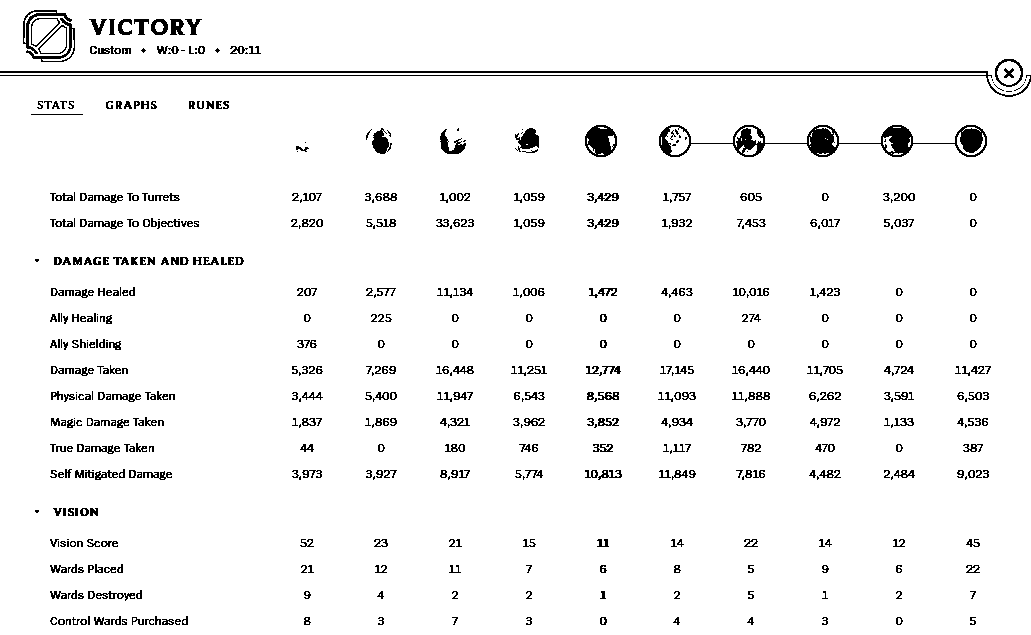 VICTORY
Custom • W:0 - L:0 • 20:11
STATS GRAPHS RUNES
Total Damage To Turrets 2,107 3,688 1,002 1,059 3,429 1,757 605 0 3,200 0
Total Damage To Objectives 2,820 5,518 33,623 1,059 3,429 1,932 7,453 6,017 5,037 0
DAMAGE TAKEN AND HEALED
Damage Healed 207 2,577 11,134 1,006 1,472 4,463 10,016 1,423 0 0
Ally Healing 0 225 0 0 0 0 274 0 0 0
Ally Shielding 376 0 0 0 0 0 0 0 0 0
Damage Taken 5,326 7,269 16,448 11,251 12,774 17,145 16,440 11,705 4,724 11,427
Physical Damage Taken 3,444 5,400 11,947 6,543 8,568 11,093 11,888 6,262 3,591 6,503
Magic Damage Taken 1,837 1,869 4,321 3,962 3,852 4,934 3,770 4,972 1,133 4,536
True Damage Taken 44 0 180 746 352 1,117 782 470 0 387
Self Mitigated Damage 3,973 3,927 8,917 5,774 10,813 11,849 7,816 4,482 2,484 9,023
VISION
Vision Score 52 23 21 15 11 14 22 14 12 45
Wards Placed 21 12 11 7 6 8 5 9 6 22
Wards Destroyed 9 4 2 2 1 2 5 1 2 7
Control Wards Purchased 8 3 7 3 0 4 4 3 0 5